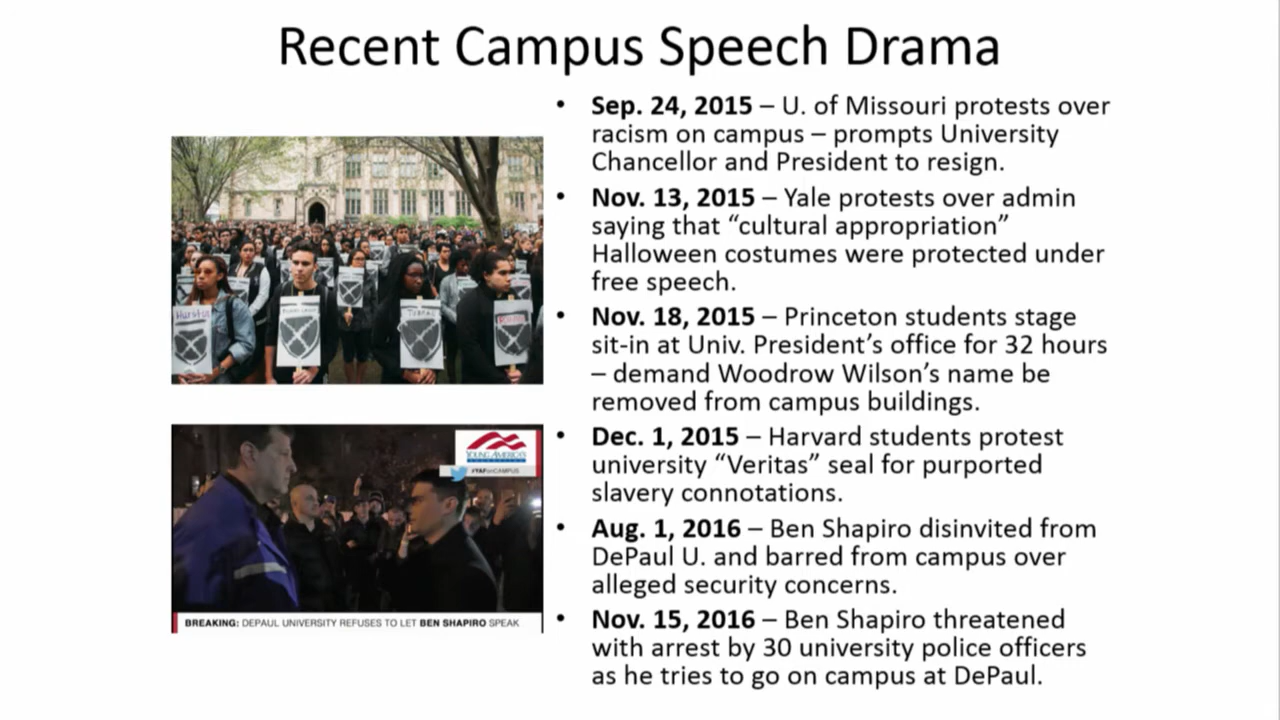 Recent Campus Speech Drama
• Sep. 24, 2015 – U. of Missouri protests over
racism on campus – prompts University
Chancellor and President to resign.
• Nov. 13, 2015 – Yale protests over admin
saying that “cultural appropriation”
Halloween costumes were protected under
free speech.
• Nov. 18, 2015 – Princeton students stage
sit-in at Univ. President’s office for 32 hours
– demand Woodrow Wilson’s name be
removed from campus buildings.
• Dec. 1, 2015 – Harvard students protest
university “Veritas” seal for purported
slavery connotations.
• Aug. 1, 2016 – Ben Shapiro disinvited from
DePaul U. and barred from campus over
alleged security concerns.
• Nov. 15, 2016 – Ben Shapiro threatened
with arrest by 30 university police officers
as he tries to go on campus at DePaul.
YOUNG AMERICA'S
#YAFonCAMPUS
BREAKING: DEPAUL UNIVERSITY REFUSES TO LET BEN SHAPIRO SPEAK